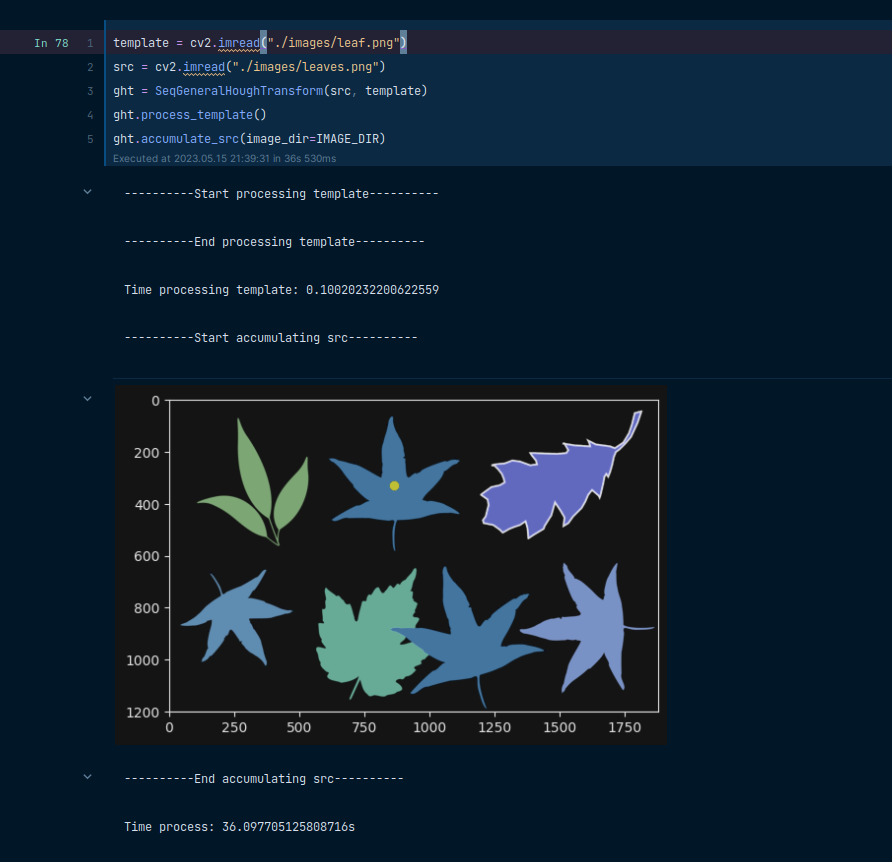 In 78 1 template = cv2.imread("./images/leaf.png")
2 src = cv2.imread("./images/leaves.png")
3 ght = SeqGeneralHoughTransform(src, template)
4 ght.process_template()
5 ght.accumulate_src(image_dir=IMAGE_DIR)
Executed at 2023.05.15 21:39:31 in 36s 530ms
----------Start processing template----------
----------End processing template----------
Time processing template: 0.10020232200622559
----------Start accumulating src----------
0
200
400
600
800
1000
1200
0 250 500 750 1000 1250 1500 1750
----------End accumulating src----------
Time process: 36.097705125808716s